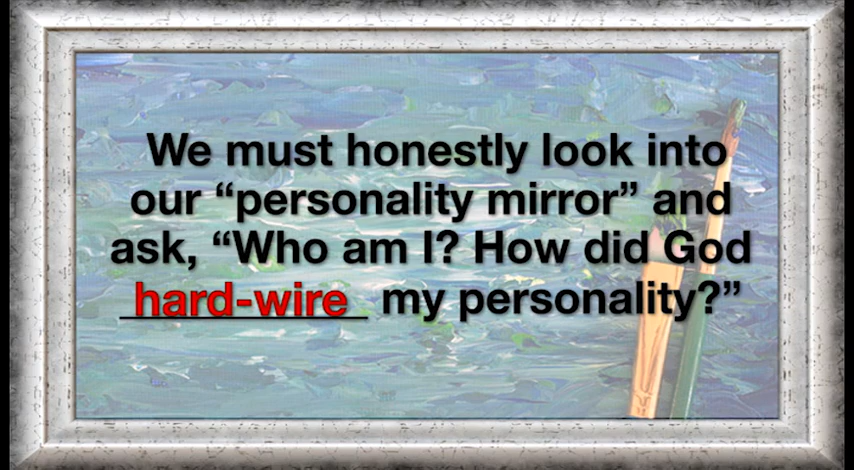 We must honestly look into
our “personality mirror” and
ask, “Who am I? How did God
hard-wire my personality?”